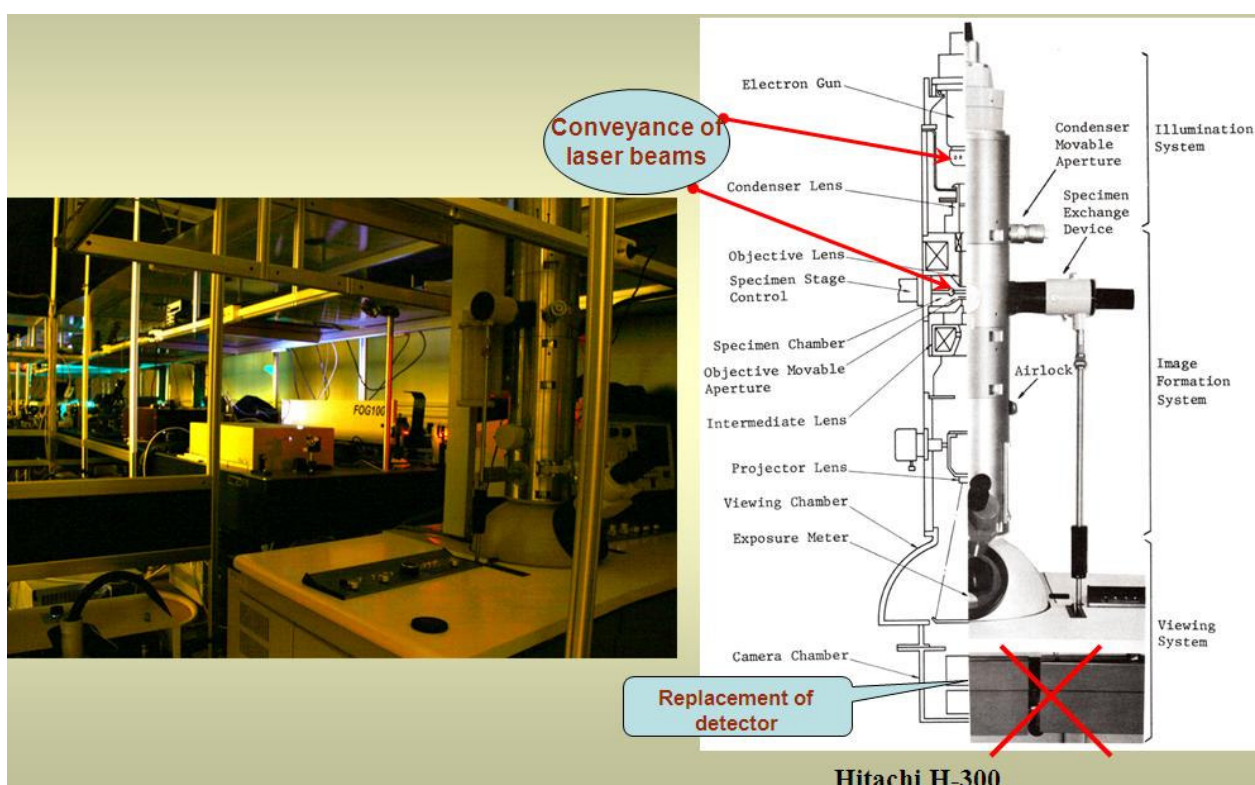 Conveyance of
laser beams
Electron Gun
Condenser
Movable
Aperture
Illumination
System
Condenser Lens
Specimen
Exchange
Device
Objective Lens
Specimen Stage
Control
Specimen Chamber
Objective Movable
Aperture
Airlock
Image
Formation
System
Intermediate Lens
FOG100
Projector Lens
Viewing Chamber
Exposure Meter
Viewing
System
Camera Chamber
Replacement of
detector
Hitachi H-300